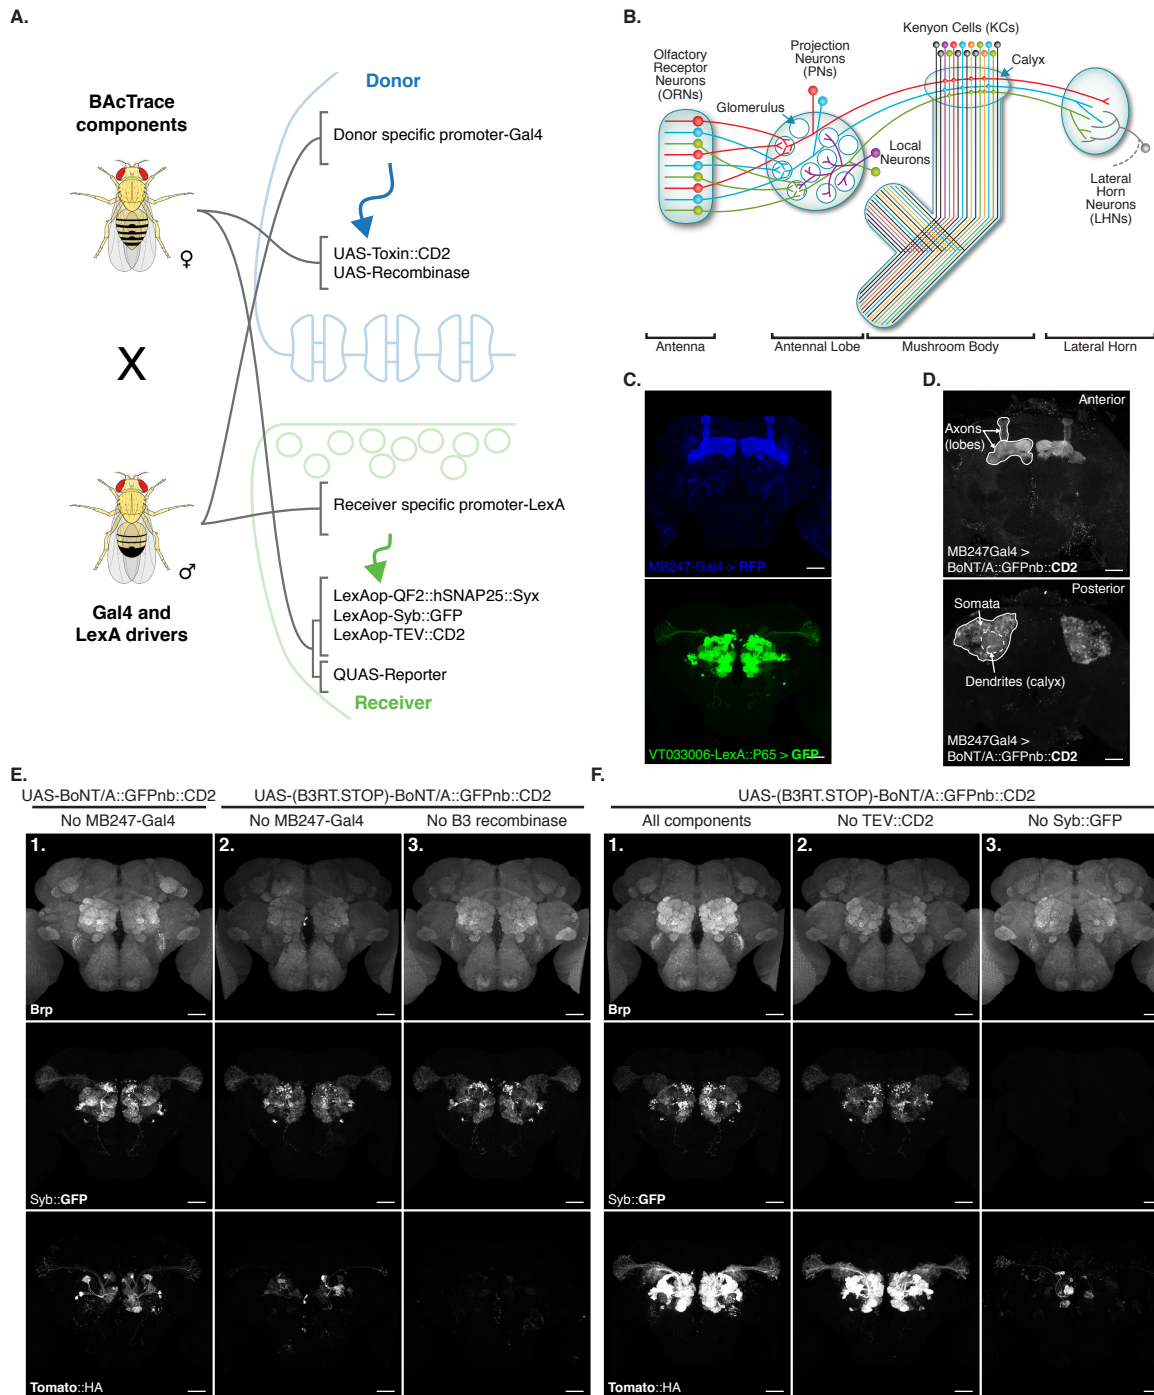 A.
BAcTrace
components
♀
X
♂
Gal4 and
LexA drivers
Donor
Donor specific promoter-Gal4
UAS-Toxin::CD2
UAS-Recombinase
Receiver specific promoter-LexA
LexAop-QF2::hSNAP25::Syx
LexAop-Syb::GFP
LexAop-TEV::CD2
QUAS-Reporter
Receiver
B.
Olfactory
Receptor
Neurons
(ORNs)
Projection
Neurons
(PNs)
Glomerulus
Kenyon Cells (KCs)
Calyx
Local
Neurons
Lateral
Horn
Neurons
(LHNs)
Antenna
Antennal Lobe
Mushroom Body
Lateral Horn
C.
MB247-Gal4 > RFP
VT033006-LexA::P65 > GFP
D.
Anterior
Axons
(lobes)
MB247Gal4 >
BoNT/A::GFPnb::CD2
Posterior
Somata
Dendrites (calyx)
MB247Gal4 >
BoNT/A::GFPnb::CD2
E.
UAS-BoNT/A::GFPnb::CD2
UAS-(B3RT.STOP)-BoNT/A::GFPnb::CD2
No MB247-Gal4
No MB247-Gal4
No B3 recombinase
1.
2.
3.
Brp
Syb::GFP
Tomato::HA
F.
UAS-(B3RT.STOP)-BoNT/A::GFPnb::CD2
All components
No TEV::CD2
No Syb::GFP
1.
2.
3.
Brp
Syb::GFP
Tomato::HA